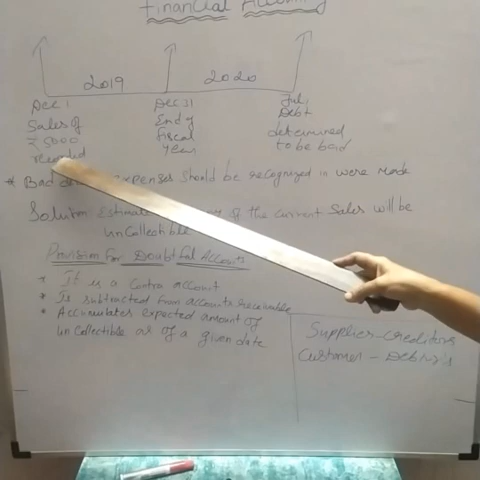 Financial Accounting
2019 2020
Dec 1 Dec 31 Jul 1
Sales of End of Debt
₹ 5000 Fiscal determined
recorded Year to be bad
* Bad expenses should be recognized in were made
Solution Estimate of the current Sales will be
uncollectible
Provision For Doubtful Accounts
* It is a Contra account
* Is subtracted from accounts receivable
* Accumulates expected amount of
uncollectible as of a given date
Supplier - Creditors
Customer - Debtors